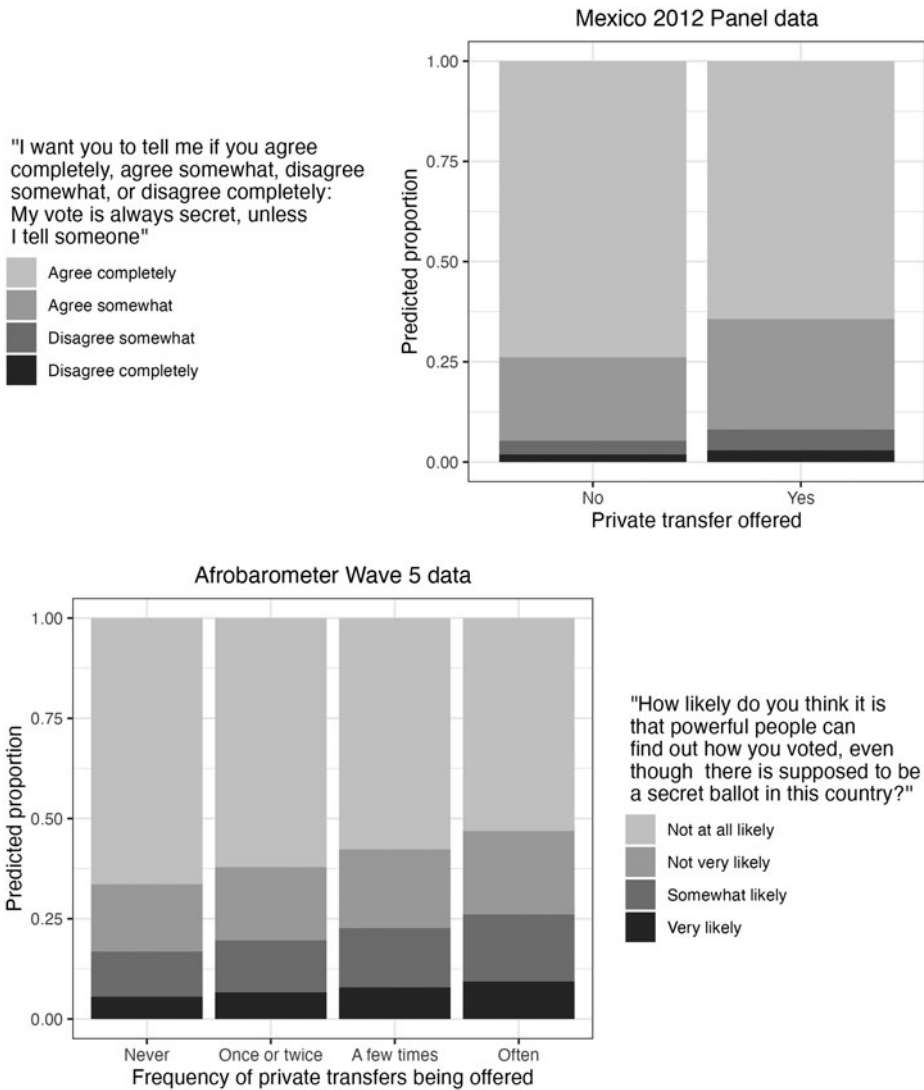 Mexico 2012 Panel data
"I want you to tell me if you agree
completely, agree somewhat, disagree
somewhat, or disagree completely:
My vote is always secret, unless
I tell someone"
Agree completely
Agree somewhat
Disagree somewhat
Disagree completely
Predicted proportion
1.00
0.75
0.50
0.25
0.00
No
Yes
Private transfer offered
Afrobarometer Wave 5 data
Predicted proportion
1.00
0.75
0.50
0.25
0.00
Never
Once or twice
A few times
Often
Frequency of private transfers being offered
"How likely do you think it is
that powerful people can
find out how you voted, even
though  there is supposed to be
a secret ballot in this country?"
Not at all likely
Not very likely
Somewhat likely
Very likely